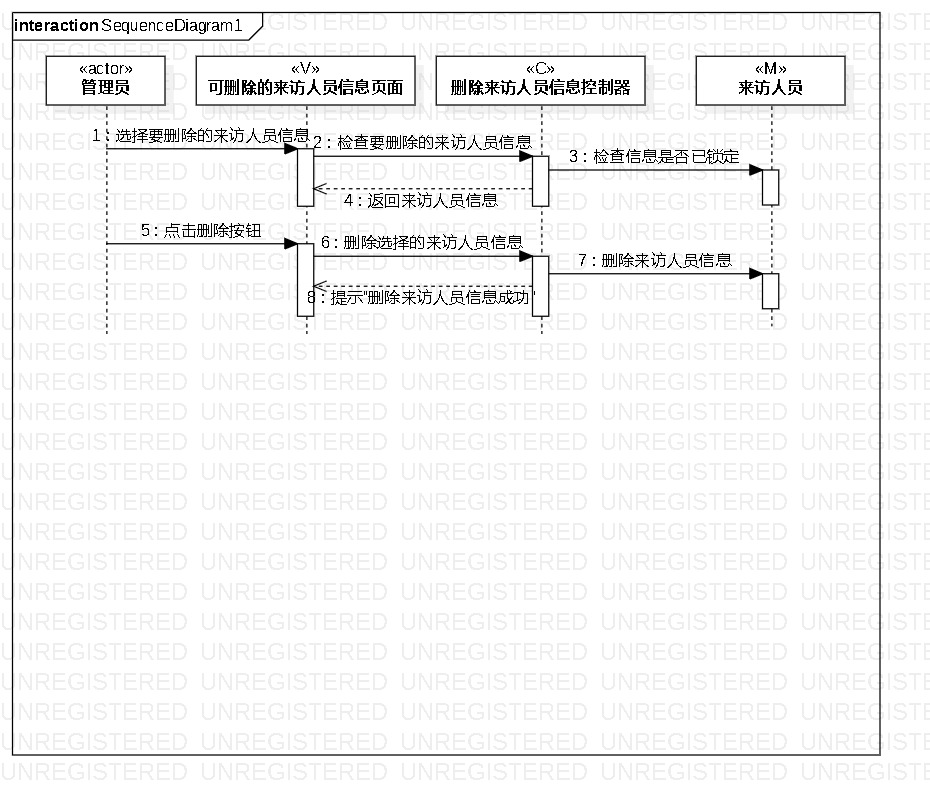 interaction SequenceDiagram1
«actor»
管理员
«V»
可删除的来访人员信息页面
«C»
删除来访人员信息控制器
«M»
来访人员
1 : 选择要删除的来访人员信息
2 : 检查要删除的来访人员信息
3 : 检查信息是否已锁定
4 : 返回来访人员信息
5 : 点击删除按钮
6 : 删除选择的来访人员信息
7 : 删除来访人员信息
8 : 提示"删除来访人员信息成功"
UNREGISTERED